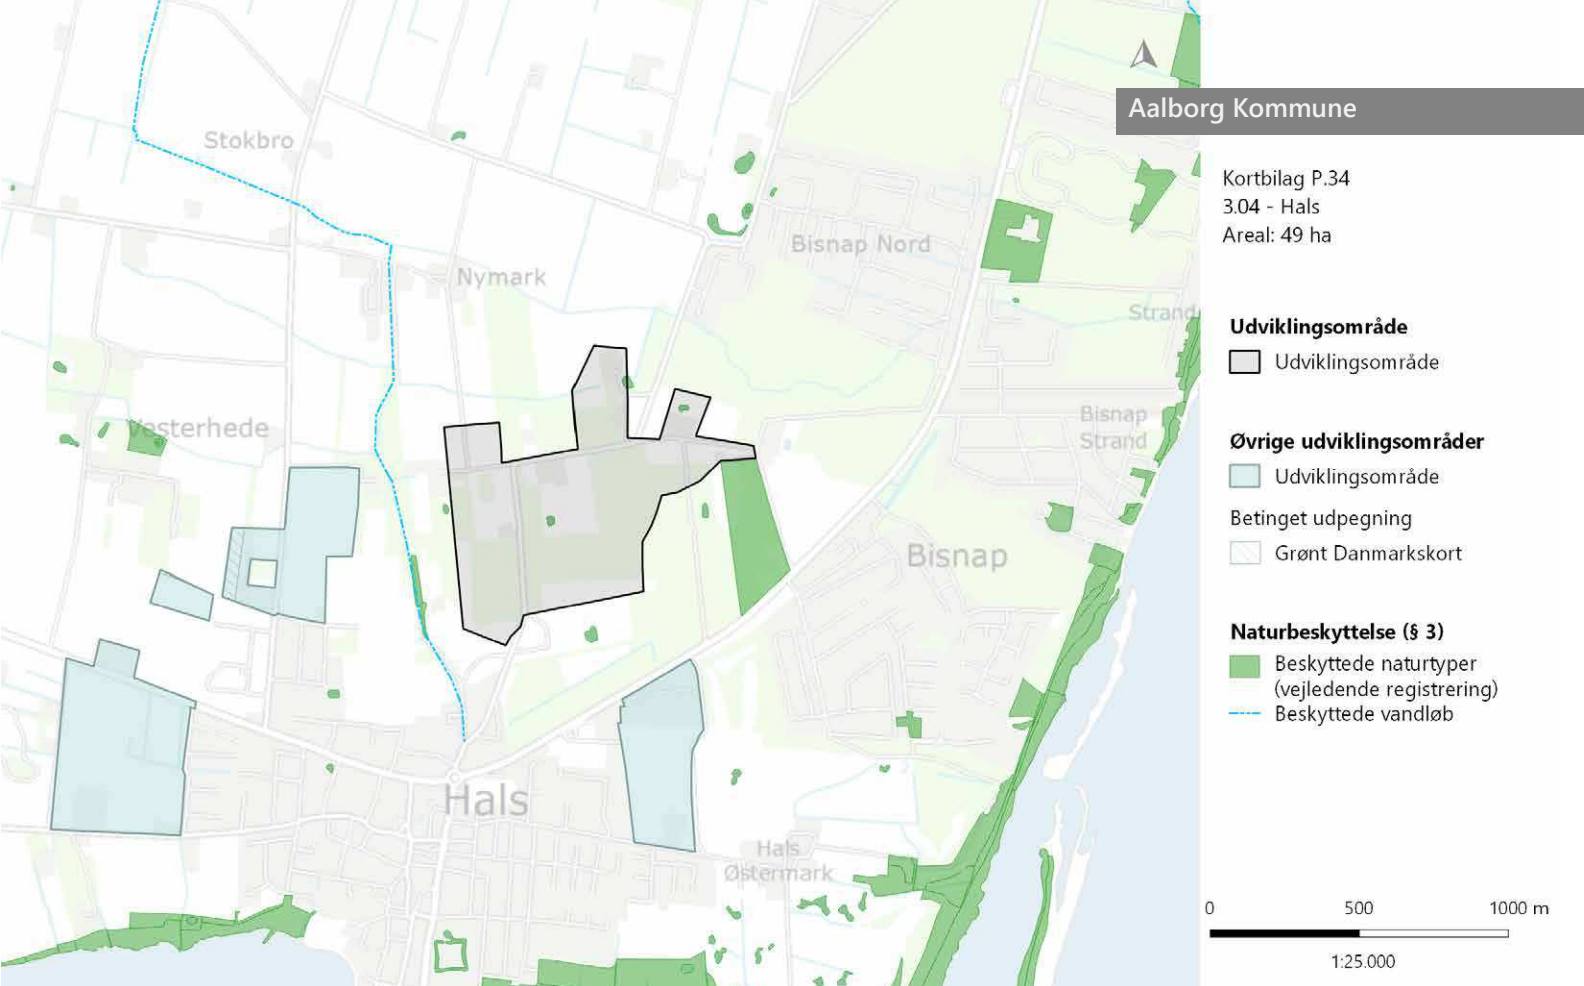 Aalborg Kommune
Kortbilag P.34
3.04 - Hals
Areal: 49 ha
Udviklingsområde
Udviklingsområde
Øvrige udviklingsområder
Udviklingsområde
Betinget udpegning
Grønt Danmarkskort
Naturbeskyttelse (§ 3)
Beskyttede naturtyper
(vejledende registrering)
Beskyttede vandløb
0 500 1000 m
1:25.000
Stokbro
Bisnap Nord
Nymark
Strand
Vesterhede
Bisnap
Strand
Bisnap
Hals
Hals
Østermark